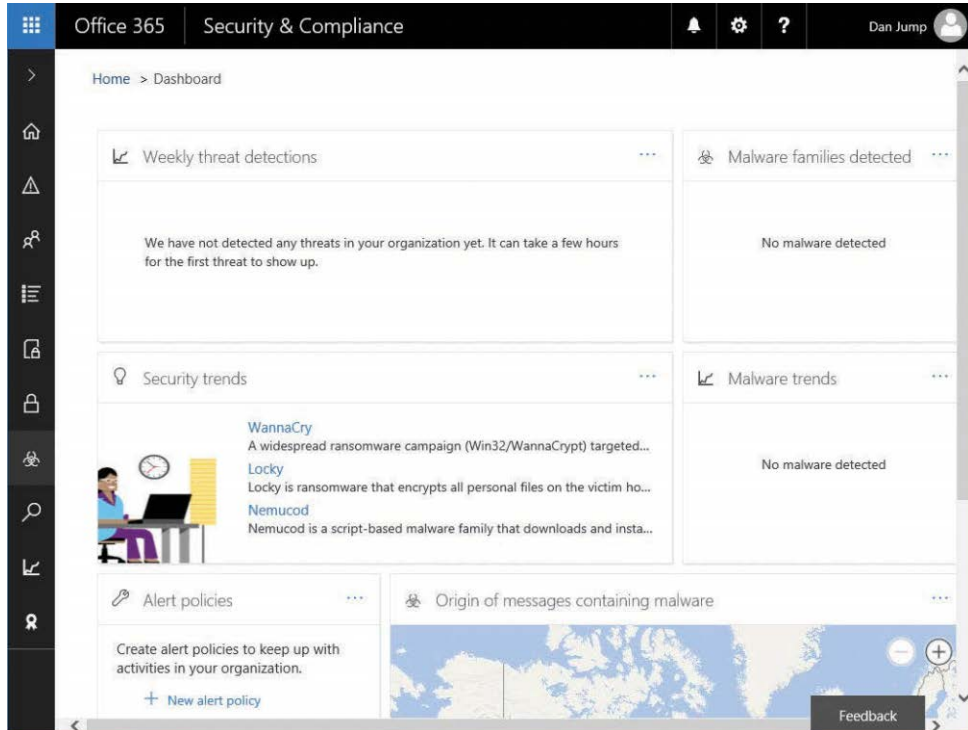 Office 365
Security & Compliance
?
Dan Jump
Home > Dashboard
Weekly threat detections
...
Malware families detected
...
We have not detected any threats in your organization yet. It can take a few hours
for the first threat to show up.
No malware detected
Security trends
...
Malware trends
...
WannaCry
A widespread ransomware campaign (Win32/WannaCrypt) targeted...
Locky
Locky is ransomware that encrypts all personal files on the victim ho...
Nemucod
Nemucod is a script-based malware family that downloads and insta...
No malware detected
Alert policies
...
Origin of messages containing malware
...
Create alert policies to keep up with
activities in your organization.
+ New alert policy
Feedback